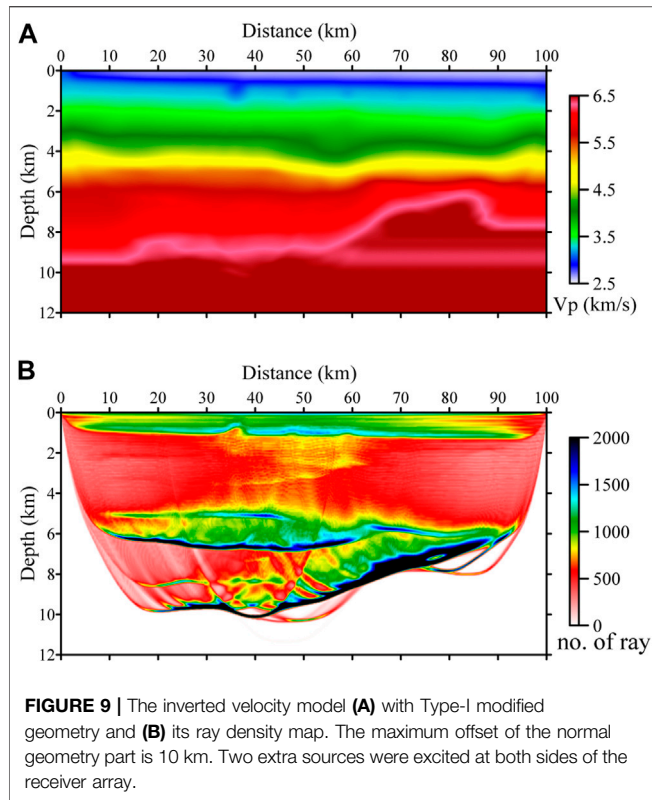 A
Distance (km)
0 10 20 30 40 50 60 70 80 90 100
0
2
4
6
8
10
12
Depth (km)
6.5
5.5
4.5
3.5
2.5
Vp (km/s)
B
Distance (km)
0 10 20 30 40 50 60 70 80 90 100
0
2
4
6
8
10
12
Depth (km)
2000
1500
1000
500
0
no. of ray
FIGURE 9 | The inverted velocity model (A) with Type-I modified
geometry and (B) its ray density map. The maximum offset of the normal
geometry part is 10 km. Two extra sources were excited at both sides of the
receiver array.